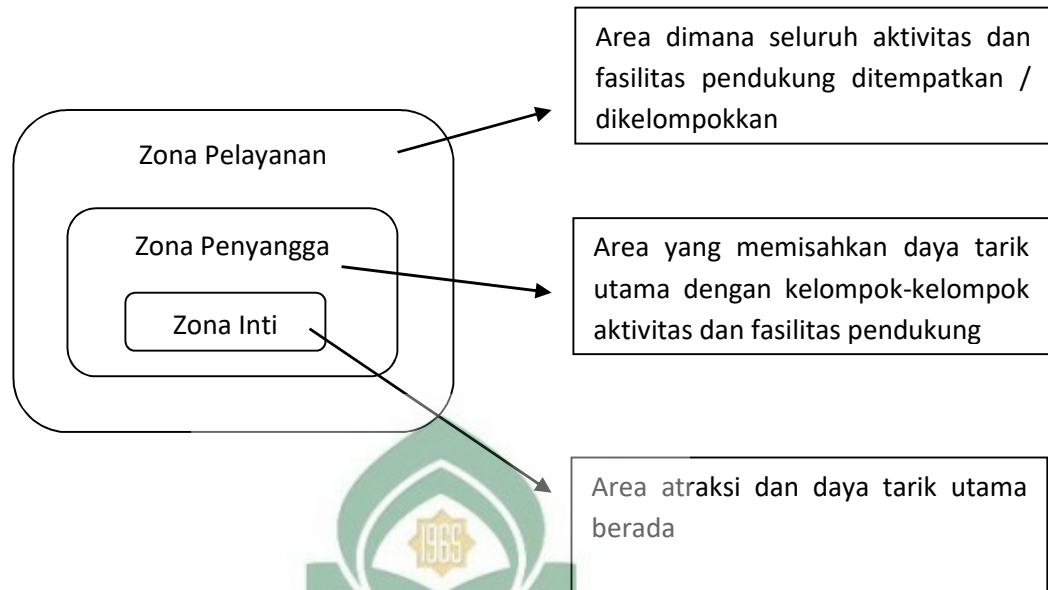 Area dimana seluruh aktivitas dan
fasilitas pendukung ditempatkan /
dikelompokkan
Zona Pelayanan
Zona Penyangga
Area yang memisahkan daya tarik
utama dengan kelompok-kelompok
aktivitas dan fasilitas pendukung
Zona Inti
Area atraksi dan daya tarik utama
berada
1965